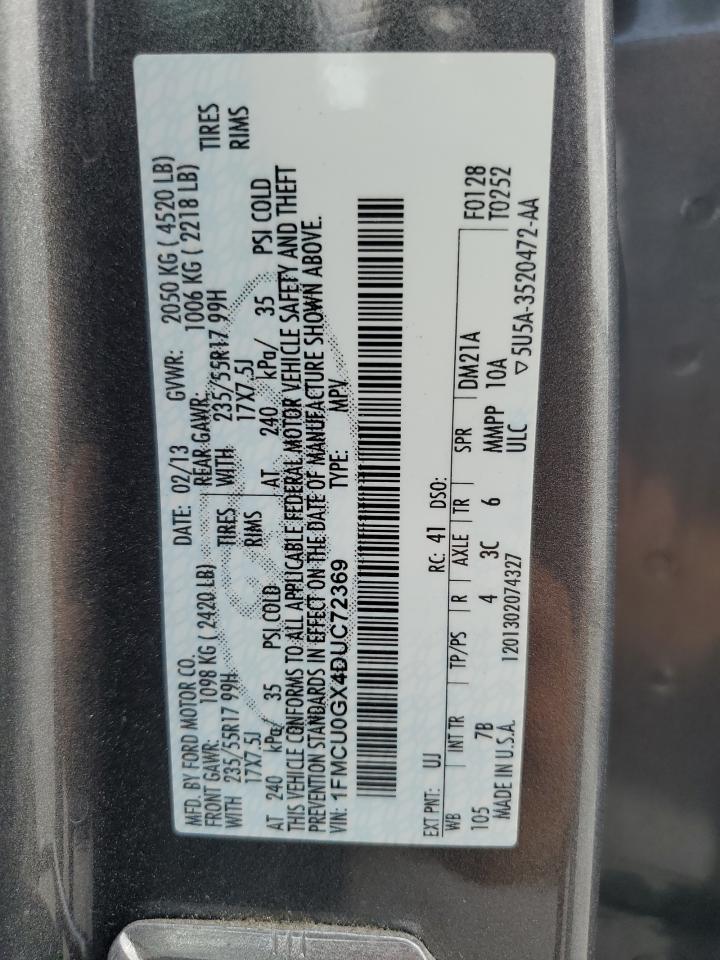 MFD. BY FORD MOTOR CO. DATE: 02/13 GVWR: 2050 KG ( 4520 LB)
FRONT GAWR: 1098 KG ( 2420 LB) REAR GAWR: 1006 KG ( 2218 LB)
WITH 235/55R17 99H TIRES WITH 235/55R17 99H TIRES
17X7.5J RIMS 17X7.5J RIMS
AT 240 kPa/ 35 PSI COLD AT 240 kPa/ 35 PSI COLD
THIS VEHICLE CONFORMS TO ALL APPLICABLE FEDERAL MOTOR VEHICLE SAFETY AND THEFT
PREVENTION STANDARDS IN EFFECT ON THE DATE OF MANUFACTURE SHOWN ABOVE.
VIN: 1FMCU0GX4DUC72369 TYPE: MPV
EXT PNT: UJ RC: 41 DSO: F0128
WB INT TR TP/PS R AXLE TR SPR DM21A T0252
105 7B 4 3C 6 MMPP 10A
MADE IN U.S.A. 1201302074327 ULC ▽5U5A-3520472-AA